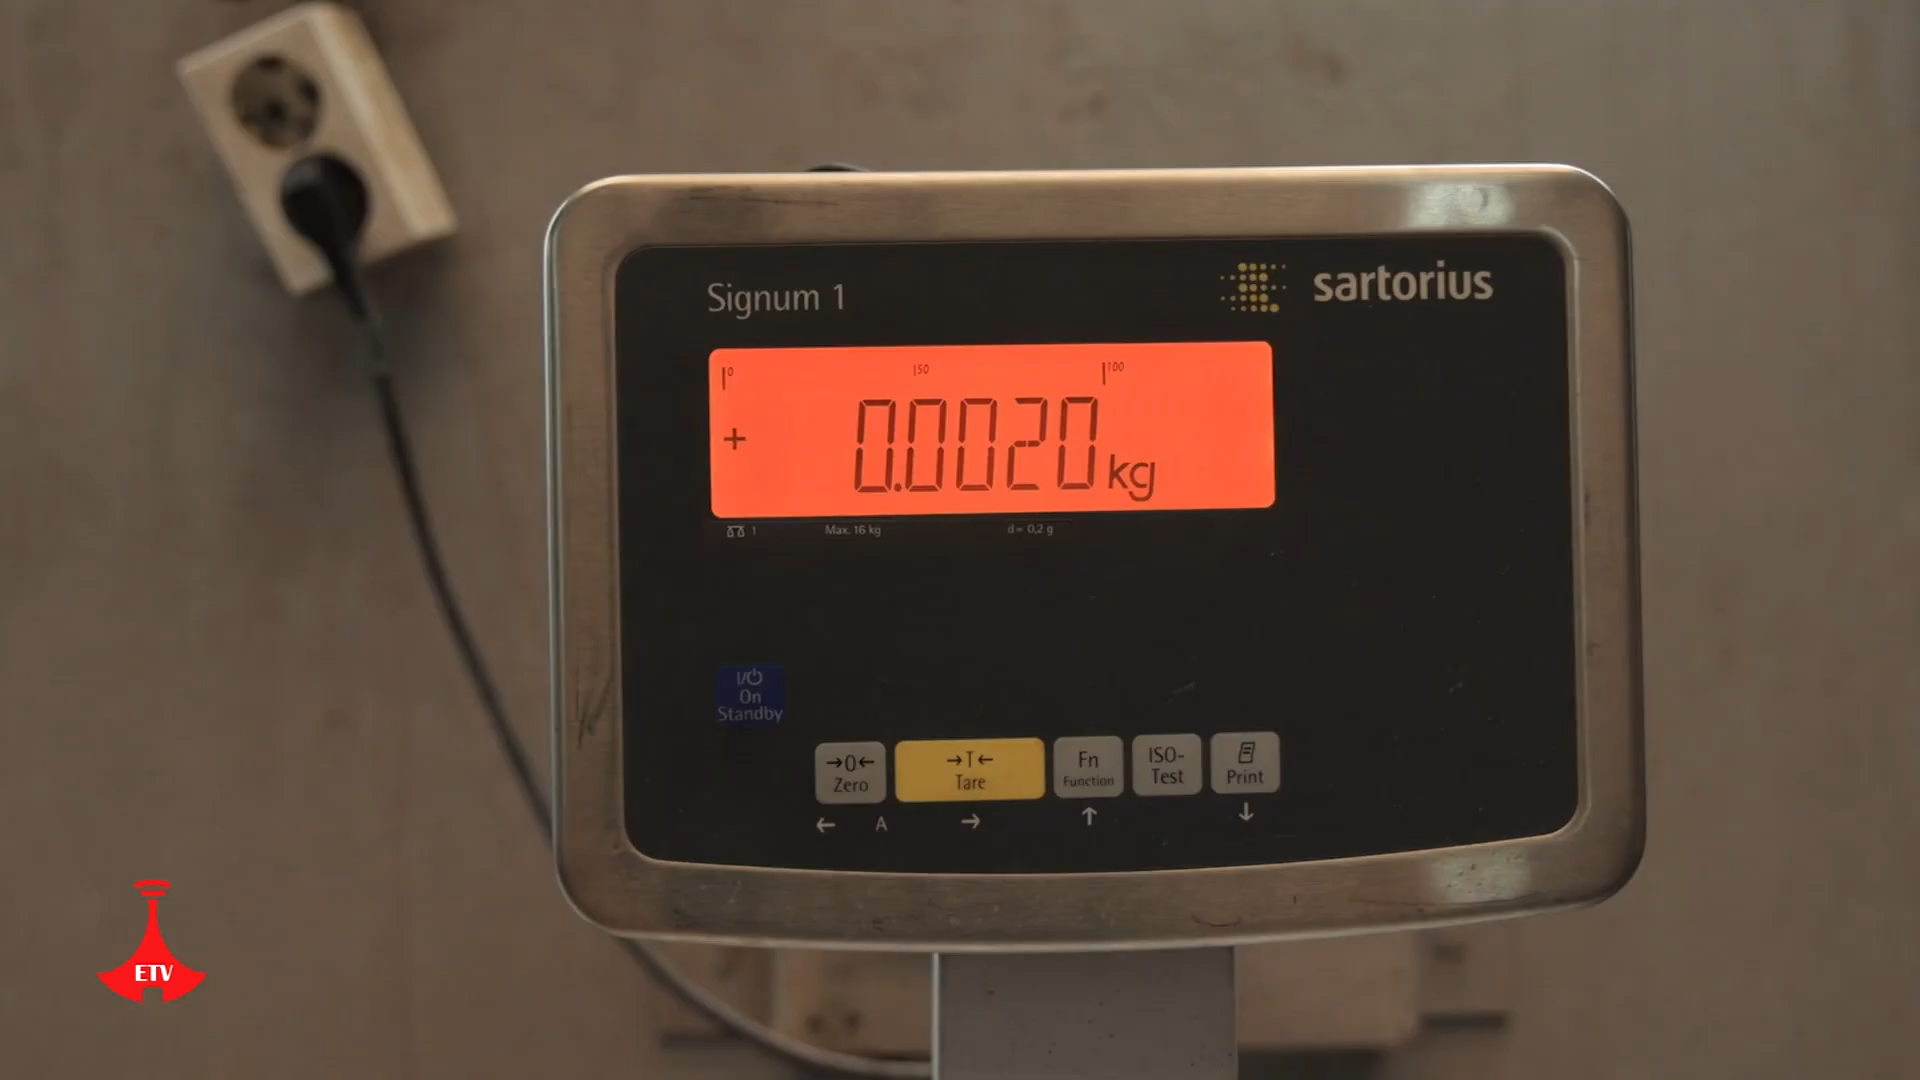 Signum 1
sartorius
0 50 100
+ 0.0020 kg
1 Max. 16 kg d= 0,2 g
I/⏻
On
Standby
→0←
Zero
→T←
Tare
Fn
Function
ISO-
Test
Print
← A → ↑ ↓
ETV